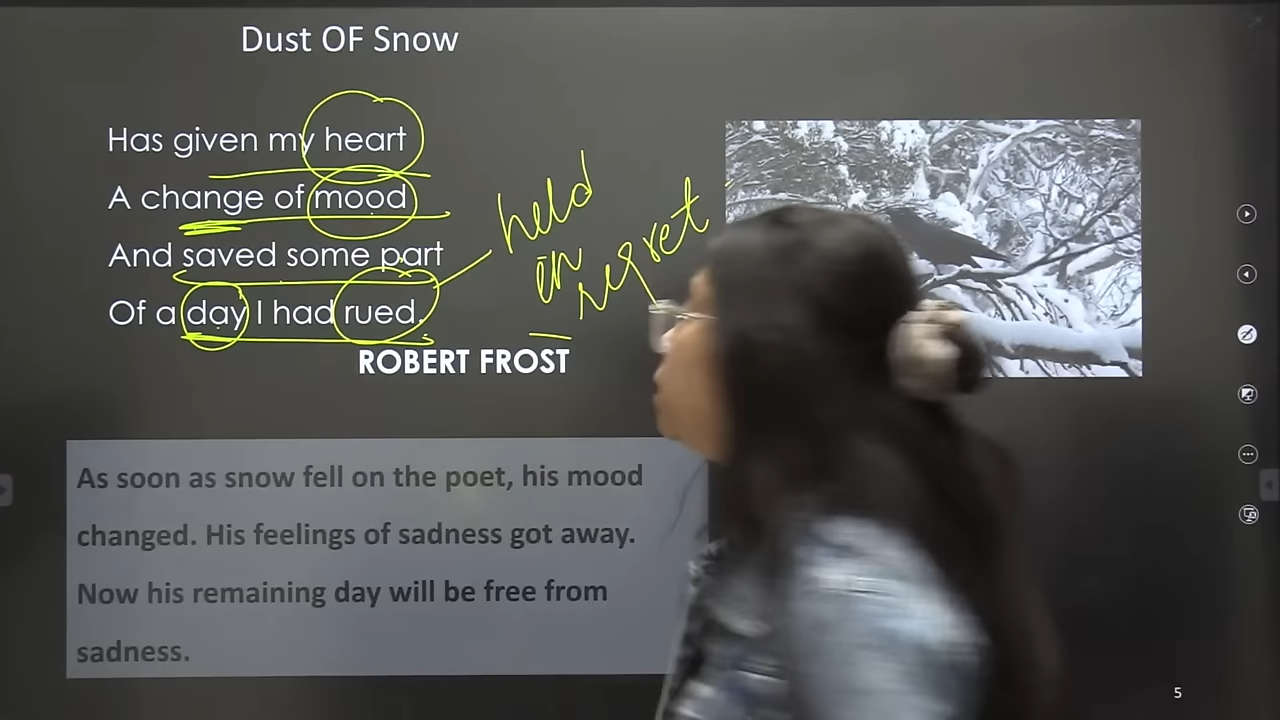 Dust OF Snow
Has given my heart
A change of mood
And saved some part
Of a day I had rued.
held
in
regret
ROBERT FROST
As soon as snow fell on the poet, his mood
changed. His feelings of sadness got away.
Now his remaining day will be free from
sadness.
5